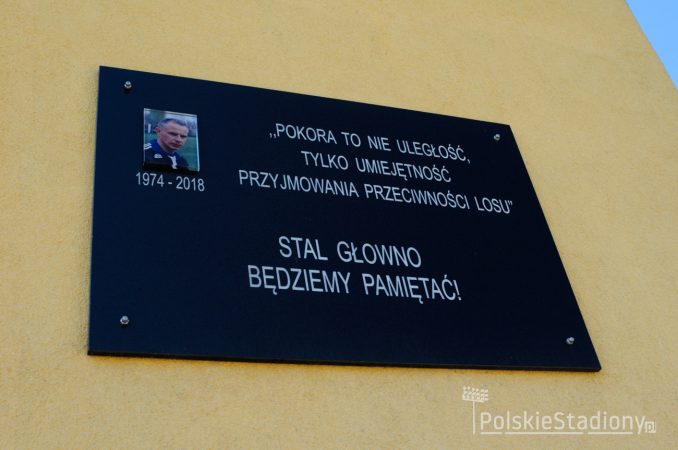 ,,POKORA TO NIE ULEGŁOŚĆ,
TYLKO UMIEJĘTNOŚĆ
PRZYJMOWANIA PRZECIWNOŚCI LOSU"
1974 - 2018
STAL GŁOWNO
BĘDZIEMY PAMIĘTAĆ!
PolskieStadiony.pl